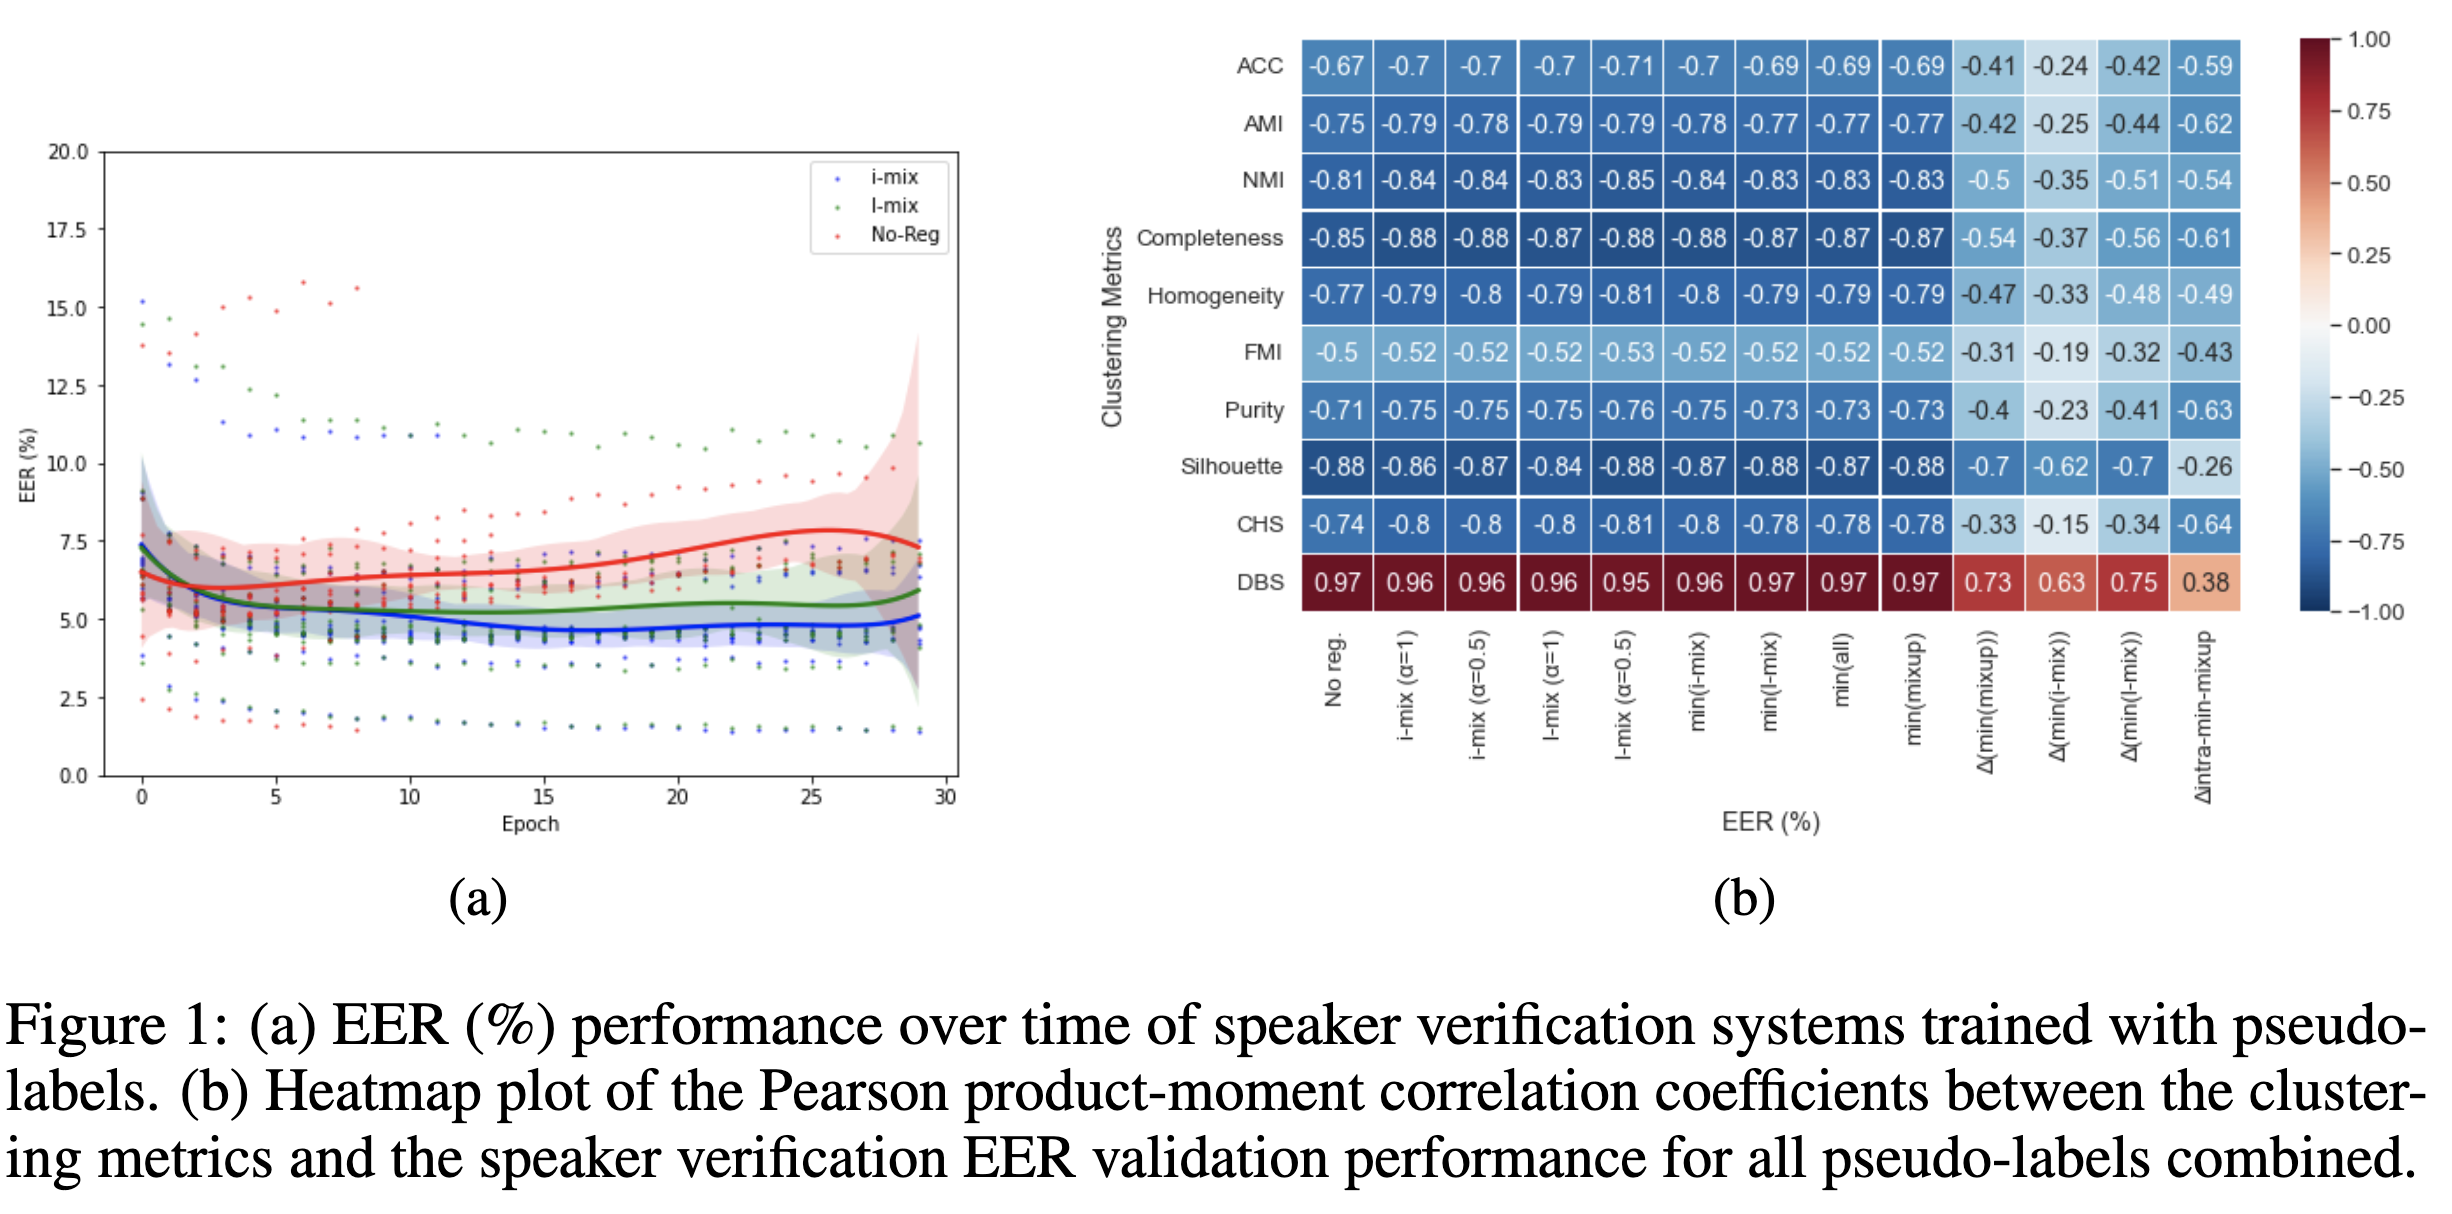 20.0
17.5
15.0
12.5
10.0
7.5
5.0
2.5
0.0
EER (%)
0 5 10 15 20 25 30
Epoch
i-mix
l-mix
No-Reg
(a)
Clustering Metrics
ACC -0.67 -0.7 -0.7 -0.7 -0.71 -0.7 -0.69 -0.69 -0.69 -0.41 -0.24 -0.42 -0.59
AMI -0.75 -0.79 -0.78 -0.79 -0.79 -0.78 -0.77 -0.77 -0.77 -0.42 -0.25 -0.44 -0.62
NMI -0.81 -0.84 -0.84 -0.83 -0.85 -0.84 -0.83 -0.83 -0.83 -0.5 -0.35 -0.51 -0.54
Completeness -0.85 -0.88 -0.88 -0.87 -0.88 -0.88 -0.87 -0.87 -0.87 -0.54 -0.37 -0.56 -0.61
Homogeneity -0.77 -0.79 -0.8 -0.79 -0.81 -0.8 -0.79 -0.79 -0.79 -0.47 -0.33 -0.48 -0.49
FMI -0.5 -0.52 -0.52 -0.52 -0.53 -0.52 -0.52 -0.52 -0.52 -0.31 -0.19 -0.32 -0.43
Purity -0.71 -0.75 -0.75 -0.75 -0.76 -0.75 -0.73 -0.73 -0.73 -0.4 -0.23 -0.41 -0.63
Silhouette -0.88 -0.86 -0.87 -0.84 -0.88 -0.87 -0.88 -0.87 -0.88 -0.7 -0.62 -0.7 -0.26
CHS -0.74 -0.8 -0.8 -0.8 -0.81 -0.8 -0.78 -0.78 -0.78 -0.33 -0.15 -0.34 -0.64
DBS 0.97 0.96 0.96 0.96 0.95 0.96 0.97 0.97 0.97 0.73 0.63 0.75 0.38
No reg.
i-mix (α=1)
i-mix (α=0.5)
l-mix (α=1)
l-mix (α=0.5)
min(i-mix)
min(l-mix)
min(all)
min(mixup)
Δ(min(mixup))
Δ(min(i-mix))
Δ(min(l-mix))
Δintra-min-mixup
EER (%)
1.00
0.75
0.50
0.25
0.00
−0.25
−0.50
−0.75
−1.00
(b)
Figure 1: (a) EER (%) performance over time of speaker verification systems trained with pseudo-
labels. (b) Heatmap plot of the Pearson product-moment correlation coefficients between the cluster-
ing metrics and the speaker verification EER validation performance for all pseudo-labels combined.